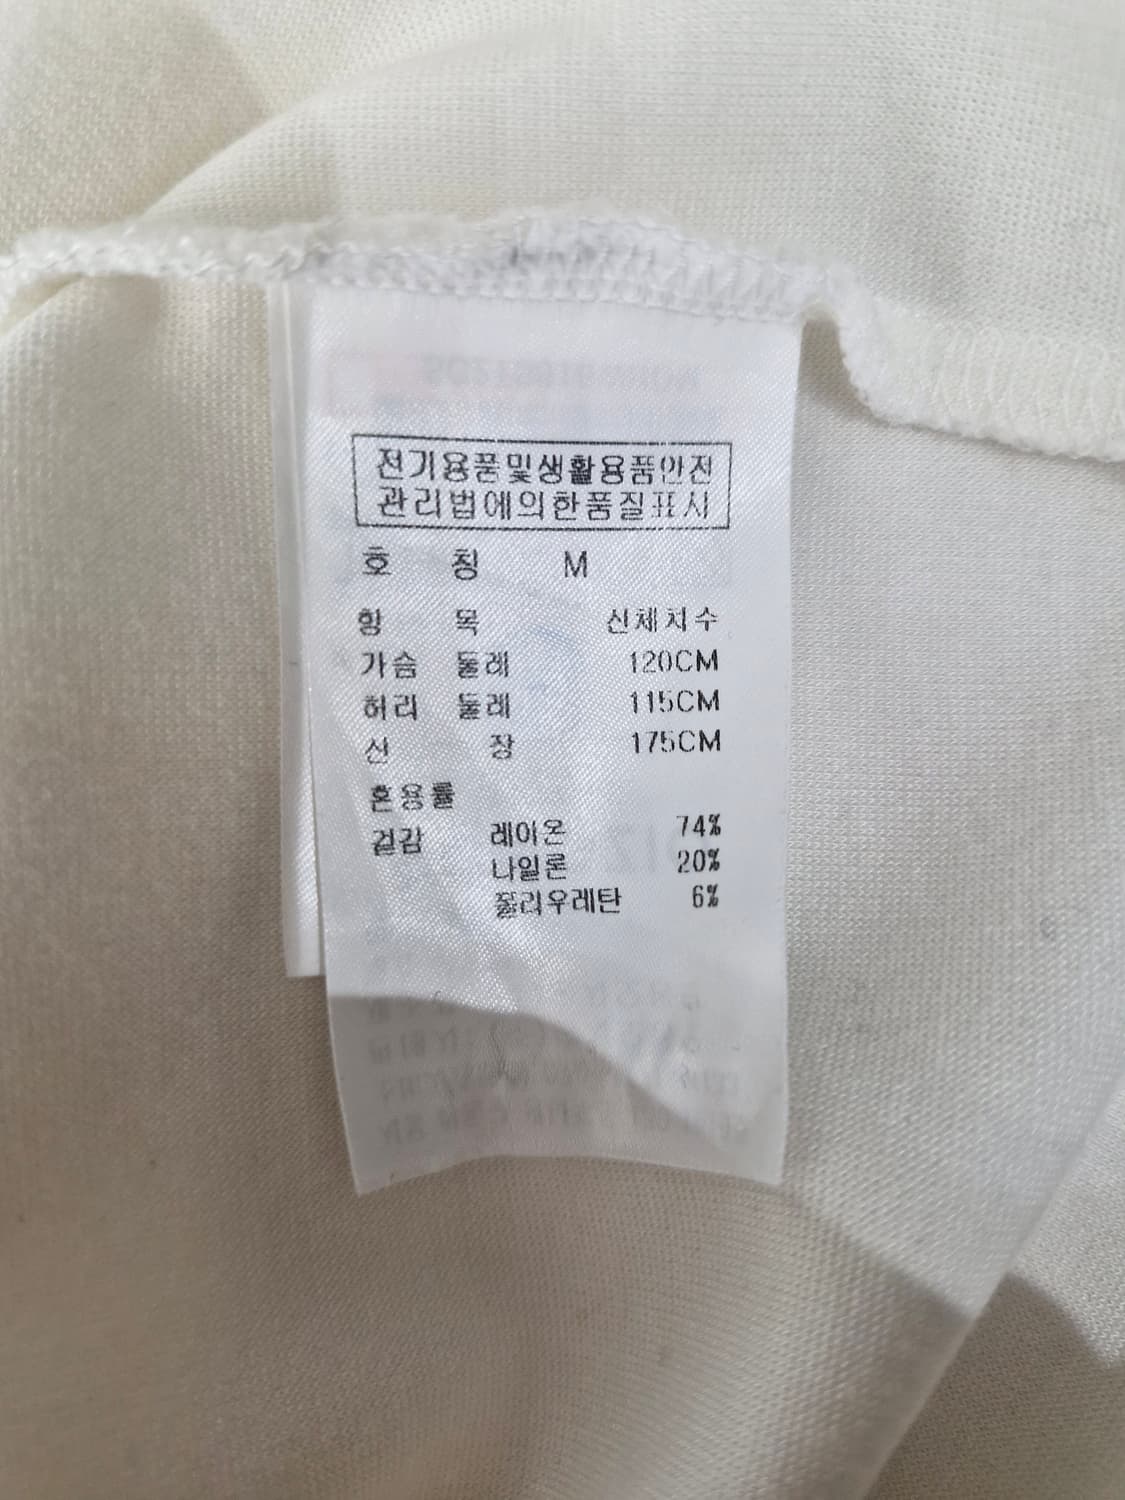 전기용품및생활용품안전
관리법에의한품질표시
호 칭 M
항 목 신체치수
가슴 둘레 120CM
허리 둘레 115CM
신 장 175CM
혼용률
겉감 레이온 74%
나일론 20%
폴리우레탄 6%